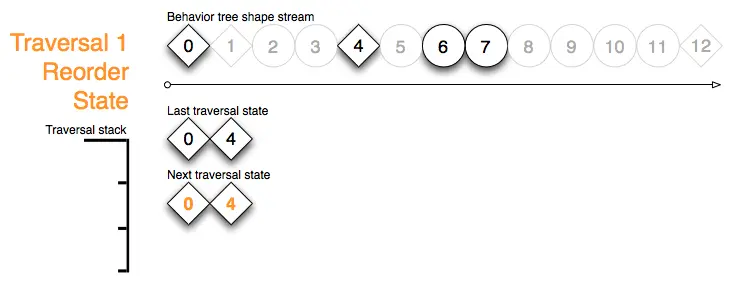 Behavior tree shape stream
Traversal 1
Reorder
State
0 1 2 3 4 5 6 7 8 9 10 11 12
Last traversal state
0 4
Traversal stack
Next traversal state
0 4